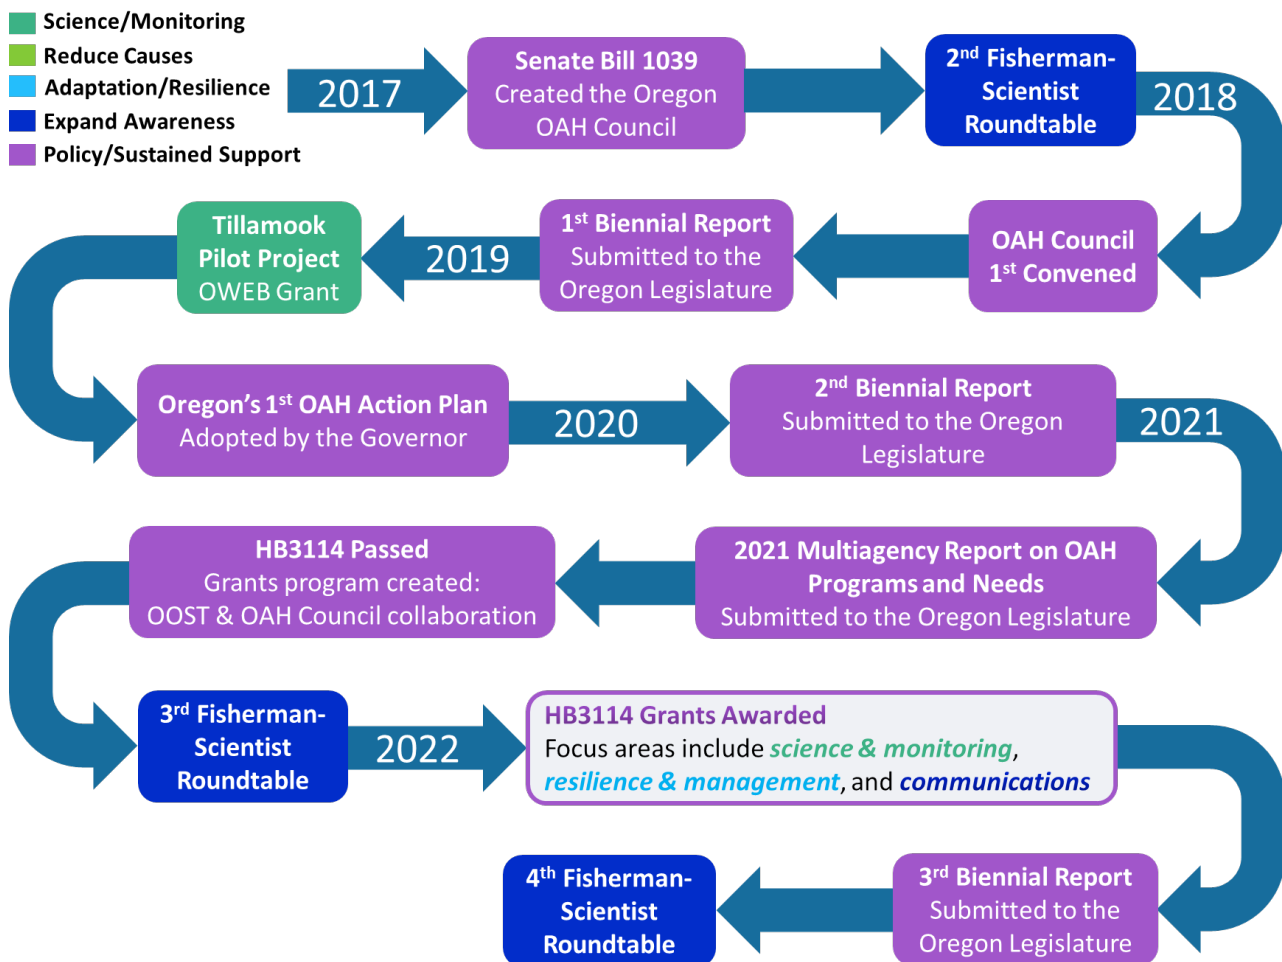 Science/Monitoring
Reduce Causes
Adaptation/Resilience
Expand Awareness
Policy/Sustained Support
2017
Senate Bill 1039
Created the Oregon
OAH Council
2nd Fisherman-
Scientist
Roundtable
2018
OAH Council
1st Convened
1st Biennial Report
Submitted to the
Oregon Legislature
2019
Tillamook
Pilot Project
OWEB Grant
Oregon's 1st OAH Action Plan
Adopted by the Governor
2020
2nd Biennial Report
Submitted to the Oregon
Legislature
2021
2021 Multiagency Report on OAH
Programs and Needs
Submitted to the Oregon Legislature
HB3114 Passed
Grants program created:
OOST & OAH Council collaboration
3rd Fisherman-
Scientist
Roundtable
2022
HB3114 Grants Awarded
Focus areas include science & monitoring,
resilience & management, and communications
3rd Biennial Report
Submitted to the
Oregon Legislature
4th Fisherman-
Scientist
Roundtable